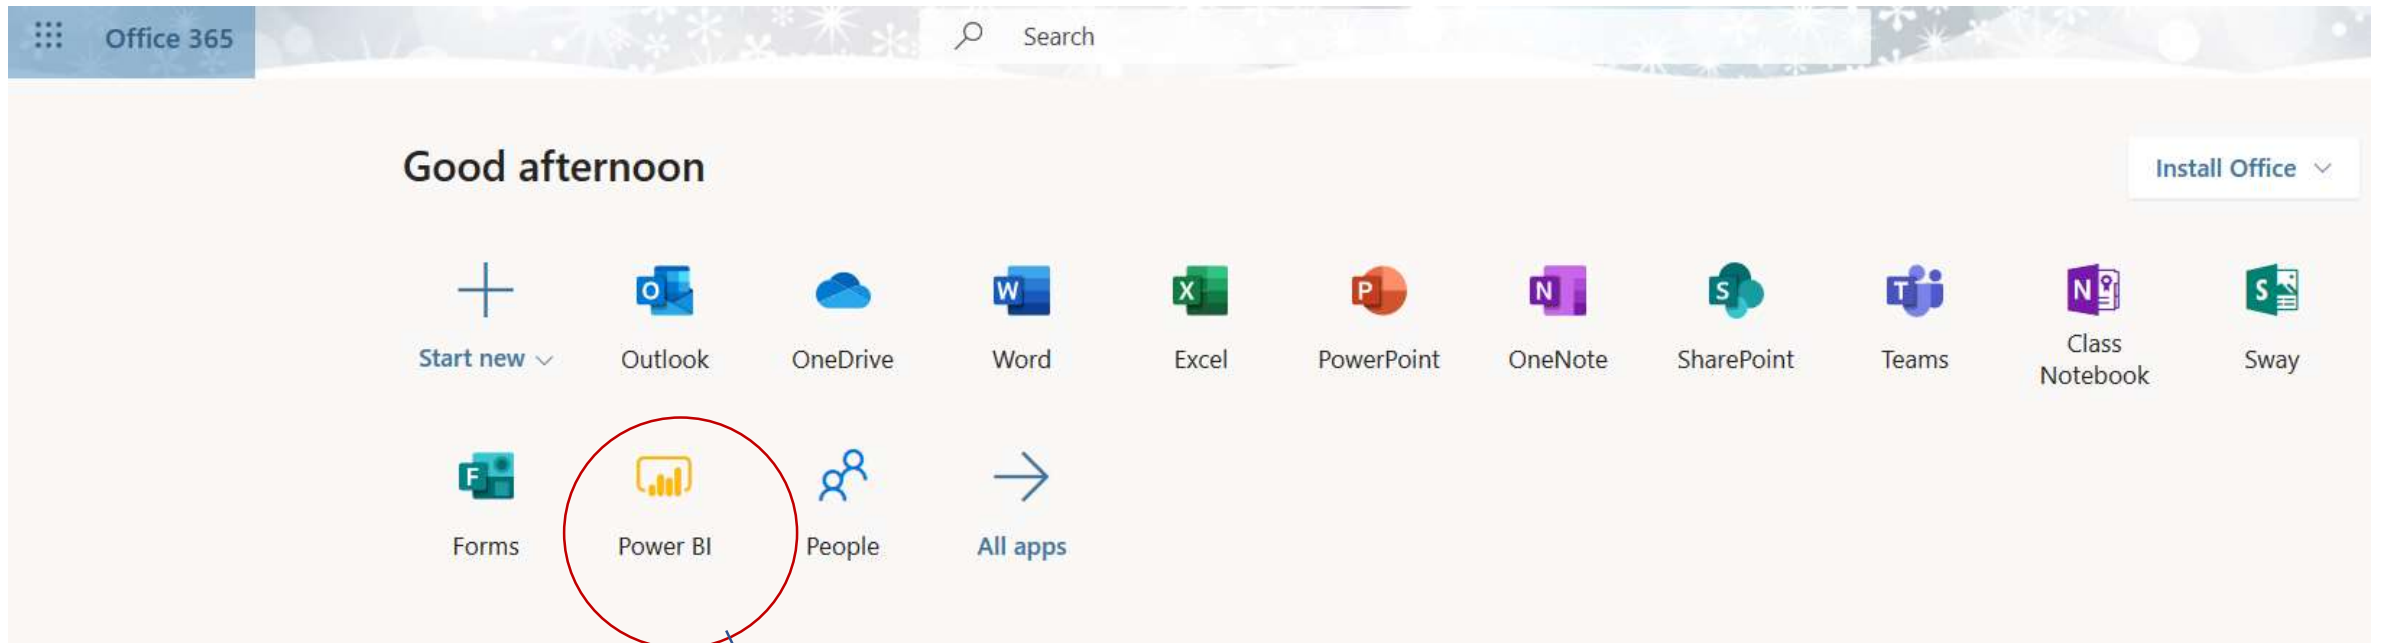 Office 365
Search
Good afternoon
Install Office
Start new
Outlook
OneDrive
Word
Excel
PowerPoint
OneNote
SharePoint
Teams
Class
Notebook
Sway
Forms
Power BI
People
All apps